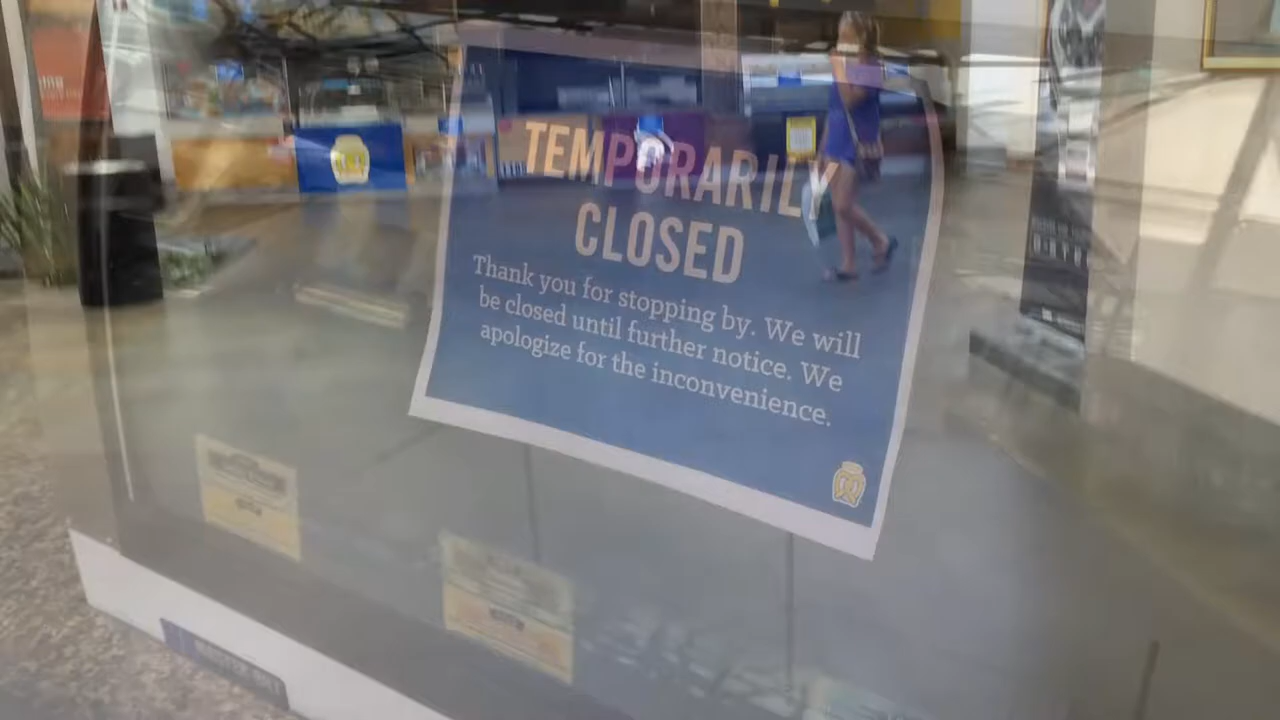 TEMPORARILY
CLOSED
Thank you for stopping by. We will
be closed until further notice. We
apologize for the inconvenience.